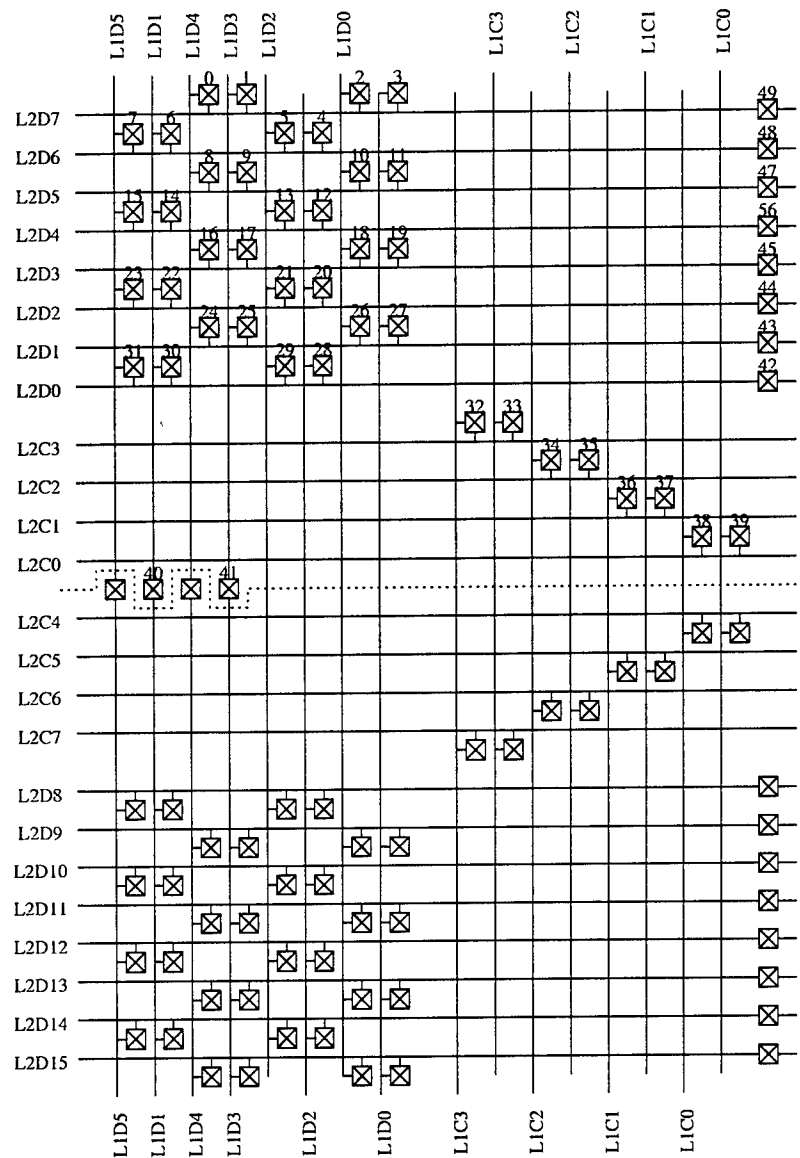 L1D5 L1D1 L1D4 L1D3 L1D2 L1D0 L1C3 L1C2 L1C1 L1C0
0 1 2 3
49
L2D7 7 6 5 4
48
L2D6 8 9 10 11
47
L2D5 15 14 13 12
56
L2D4 16 17 18 19
45
L2D3 23 22 21 20
44
L2D2 24 25 26 27
43
L2D1 31 30 29 28
42
L2D0
32 33
L2C3 34 35
L2C2 36 37
L2C1 38 39
L2C0
40 41
L2C4
L2C5
L2C6
L2C7
L2D8
L2D9
L2D10
L2D11
L2D12
L2D13
L2D14
L2D15
L1D5 L1D1 L1D4 L1D3 L1D2 L1D0 L1C3 L1C2 L1C1 L1C0